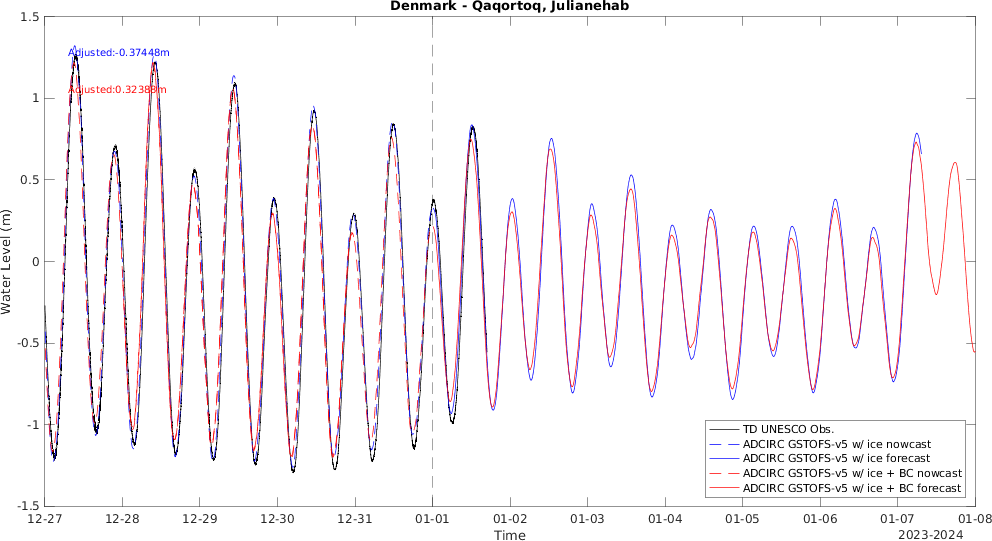 Denmark - Qaqortoq, Julianehab
1.5
1
0.5
0
-0.5
-1
-1.5
Water Level (m)
Adjusted:-0.37448m
Adjusted:0.32388m
TD UNESCO Obs.
ADCIRC GSTOFS-v5 w/ ice nowcast
ADCIRC GSTOFS-v5 w/ ice forecast
ADCIRC GSTOFS-v5 w/ ice + BC nowcast
ADCIRC GSTOFS-v5 w/ ice + BC forecast
12-27 12-28 12-29 12-30 12-31 01-01 01-02 01-03 01-04 01-05 01-06 01-07 01-08
Time
2023-2024